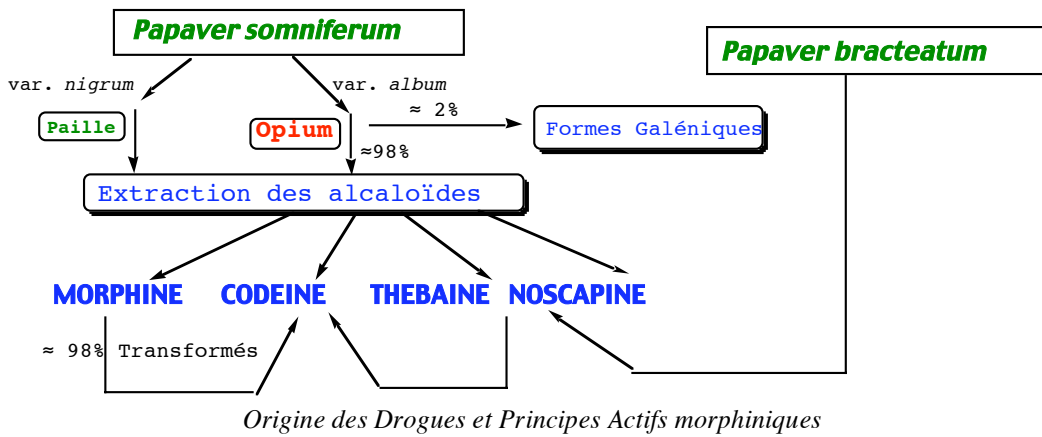 Papaver somniferum
Papaver bracteatum
var. nigrum
var. album
≈ 2%
Paille
Opium
Formes Galéniques
≈98%
Extraction des alcaloïdes
MORPHINE CODEINE THEBAINE NOSCAPINE
≈ 98% Transformés
Origine des Drogues et Principes Actifs morphiniques